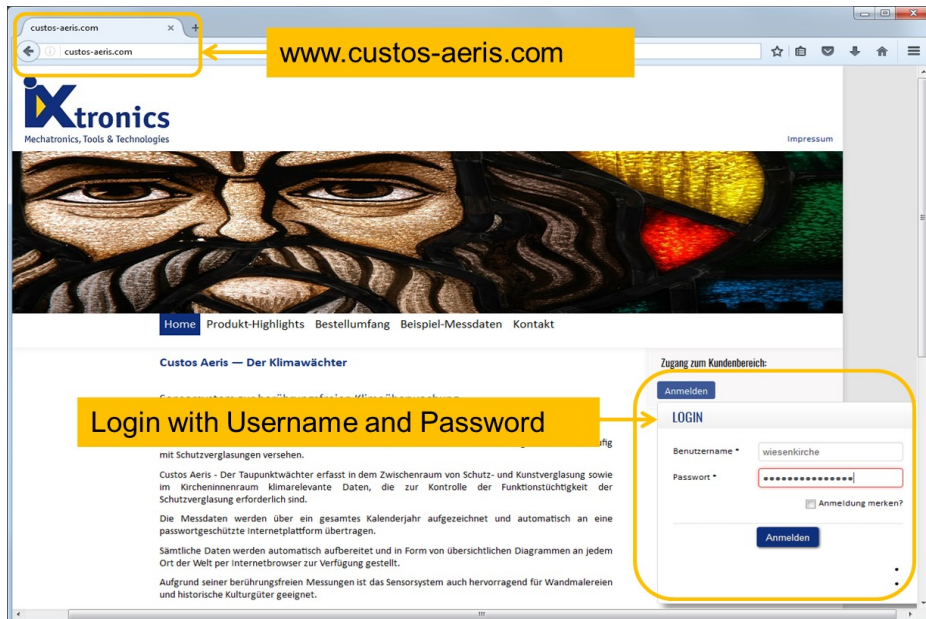 custos-aeris.com
custos-aeris.com
www.custos-aeris.com
iXtronics
Mechatronics, Tools & Technologies
Impressum
Home Produkt-Highlights Bestellumfang Beispiel-Messdaten Kontakt
Custos Aeris — Der Klimawächter
Zugang zum Kundenbereich:
Anmelden
Login with Username and Password
LOGIN
mit Schutzverglasungen versehen.
Benutzername * wiesenkirche
Passwort *
Anmeldung merken?
Anmelden
Custos Aeris - Der Taupunktwächter erfasst in dem Zwischenraum von Schutz- und Kunstverglasung sowie
im Kircheninnenraum klimarelevante Daten, die zur Kontrolle der Funktionstüchtigkeit der
Schutzverglasung erforderlich sind.
Die Messdaten werden über ein gesamtes Kalenderjahr aufgezeichnet und automatisch an eine
passwortgeschützte Internetplattform übertragen.
Sämtliche Daten werden automatisch aufbereitet und in Form von übersichtlichen Diagrammen an jedem
Ort der Welt per Internetbrowser zur Verfügung gestellt.
Aufgrund seiner berührungsfreien Messungen ist das Sensorsystem auch hervorragend für Wandmalereien
und historische Kulturgüter geeignet.